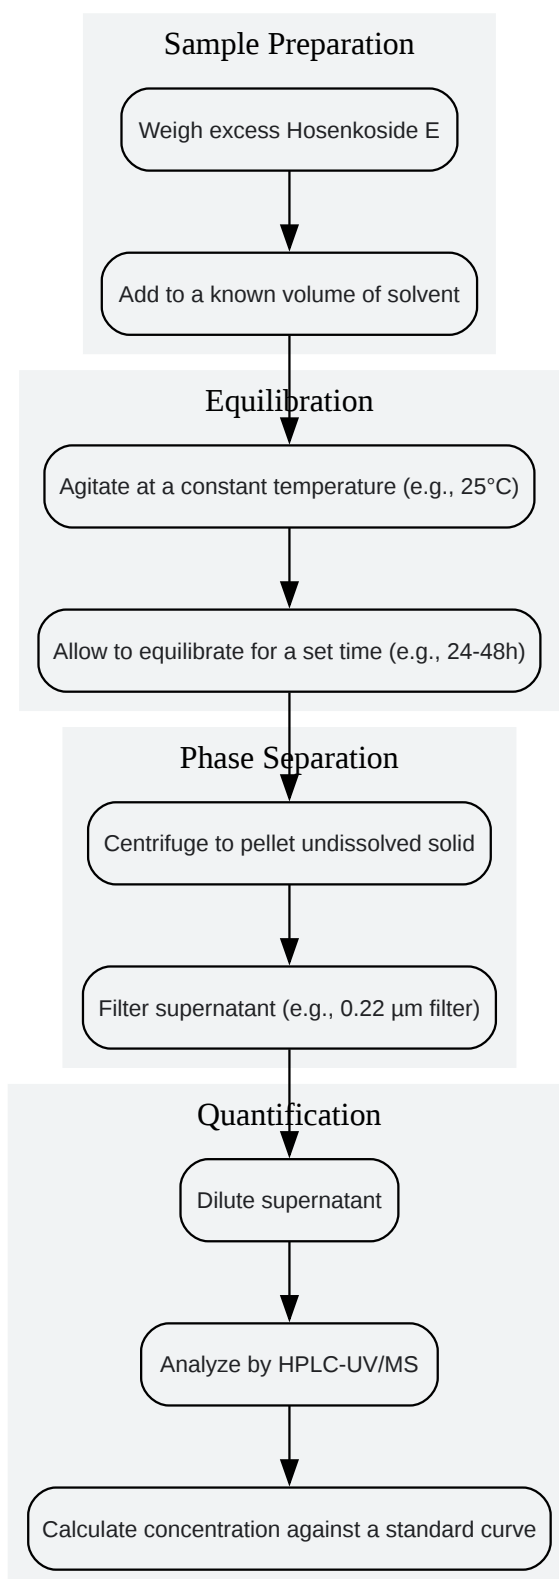 Sample Preparation
Weigh excess Hosenkoside E
Add to a known volume of solvent
Equilibration
Agitate at a constant temperature (e.g., 25°C)
Allow to equilibrate for a set time (e.g., 24-48h)
Phase Separation
Centrifuge to pellet undissolved solid
Filter supernatant (e.g., 0.22 µm filter)
Quantification
Dilute supernatant
Analyze by HPLC-UV/MS
Calculate concentration against a standard curve